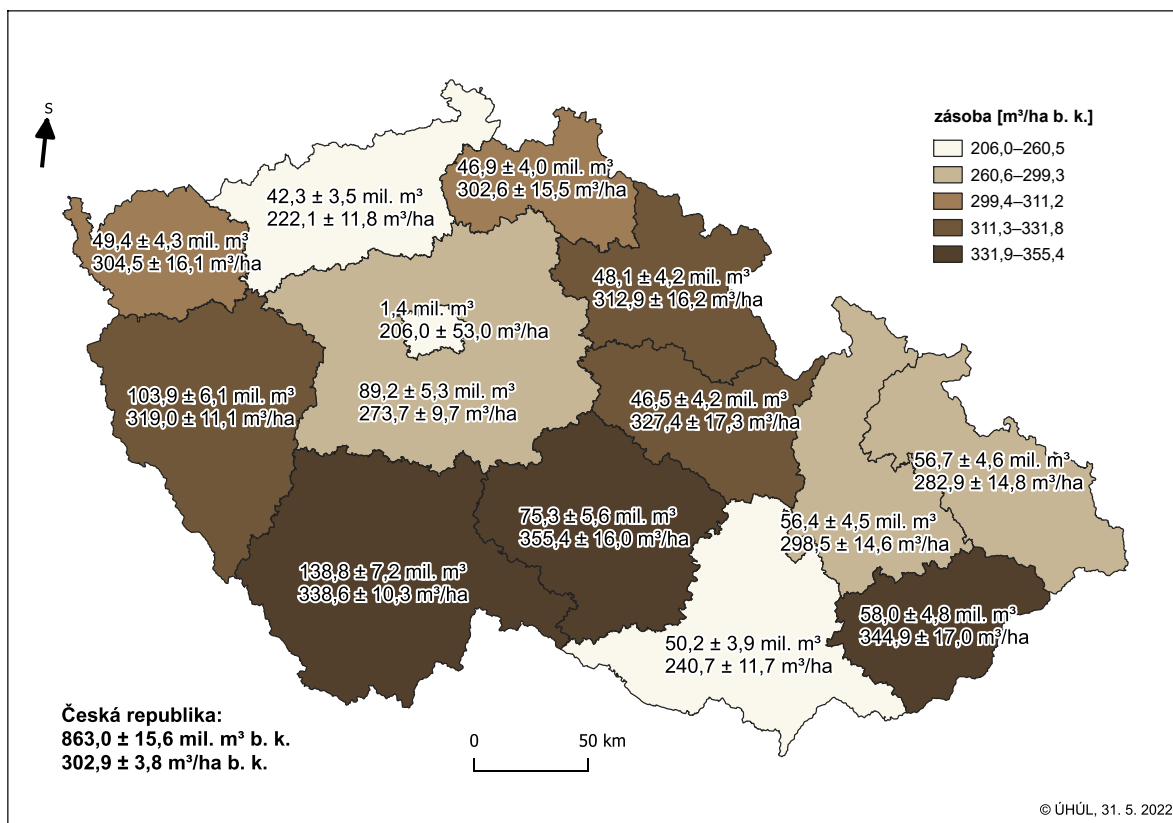 S
zásoba [m³/ha b. k.]
206,0–260,5
260,6–299,3
299,4–311,2
311,3–331,8
331,9–355,4
46,9 ± 4,0 mil. m³
302,6 ± 15,5 m³/ha
42,3 ± 3,5 mil. m³
222,1 ± 11,8 m³/ha
49,4 ± 4,3 mil. m³
304,5 ± 16,1 m³/ha
48,1 ± 4,2 mil. m³
312,9 ± 16,2 m³/ha
1,4 mil. m³
206,0 ± 53,0 m³/ha
103,9 ± 6,1 mil. m³
319,0 ± 11,1 m³/ha
89,2 ± 5,3 mil. m³
273,7 ± 9,7 m³/ha
46,5 ± 4,2 mil. m³
327,4 ± 17,3 m³/ha
56,7 ± 4,6 mil. m³
282,9 ± 14,8 m³/ha
75,3 ± 5,6 mil. m³
355,4 ± 16,0 m³/ha
56,4 ± 4,5 mil. m³
298,5 ± 14,6 m³/ha
138,8 ± 7,2 mil. m³
338,6 ± 10,3 m³/ha
58,0 ± 4,8 mil. m³
344,9 ± 17,0 m³/ha
50,2 ± 3,9 mil. m³
240,7 ± 11,7 m³/ha
Česká republika:
863,0 ± 15,6 mil. m³ b. k.
302,9 ± 3,8 m³/ha b. k.
0 50 km
© ÚHÚL, 31. 5. 2022